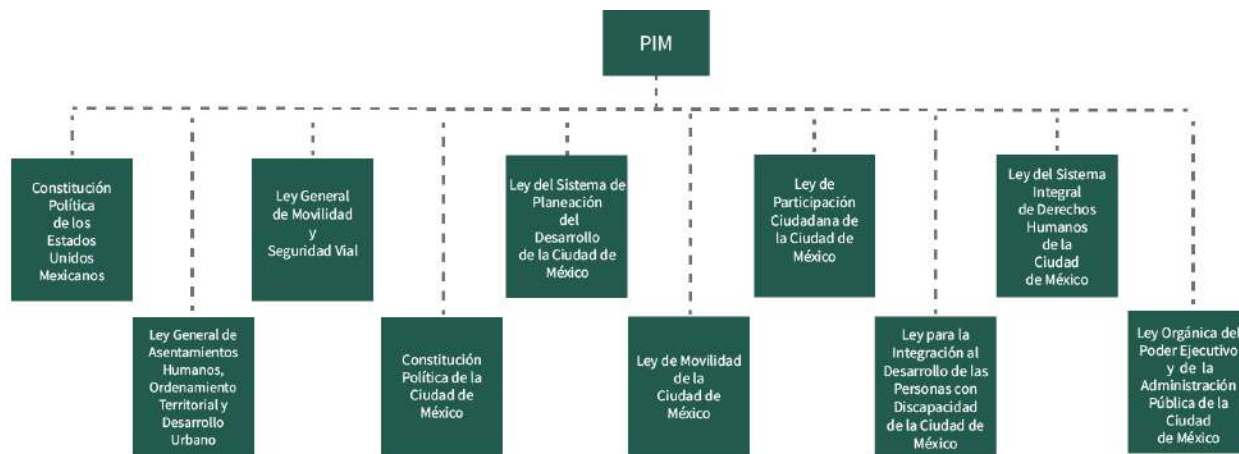 PIM
Constitución
Política
de los
Estados
Unidos
Mexicanos
Ley General de
Asentamientos
Humanos,
Ordenamiento
Territorial y
Desarrollo
Urbano
Ley General
de Movilidad
y
Seguridad Vial
Constitución
Política de la
Ciudad de
México
Ley del Sistema de
Planeación
del
Desarrollo
de la Ciudad de
México
Ley de Movilidad
de la
Ciudad de
México
Ley de
Participación
Ciudadana de
la Ciudad de
México
Ley para la
Integración al
Desarrollo de las
Personas con
Discapacidad
de la Ciudad de
México
Ley del Sistema
Integral
de Derechos
Humanos
de la
Ciudad
de México
Ley Orgánica del
Poder Ejecutivo
y de la
Administración
Pública de la
Ciudad
de México